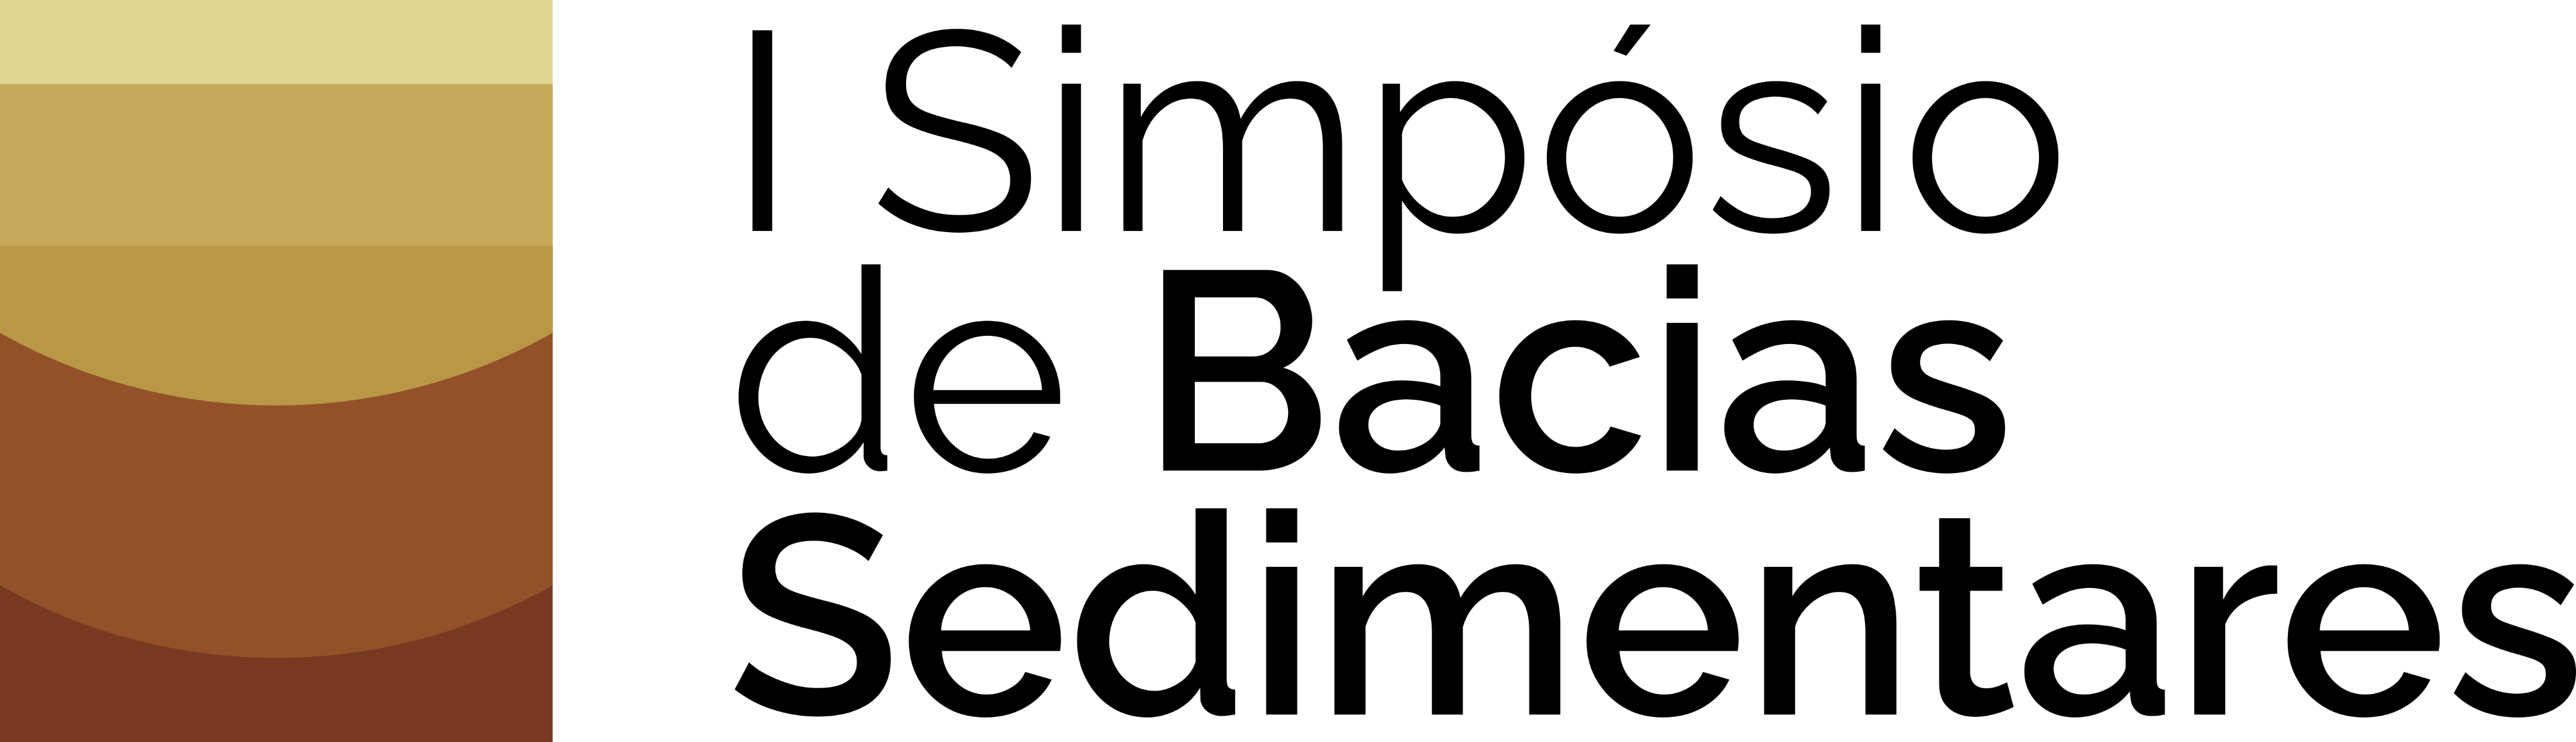 I Simpósio
de Bacias
Sedimentares